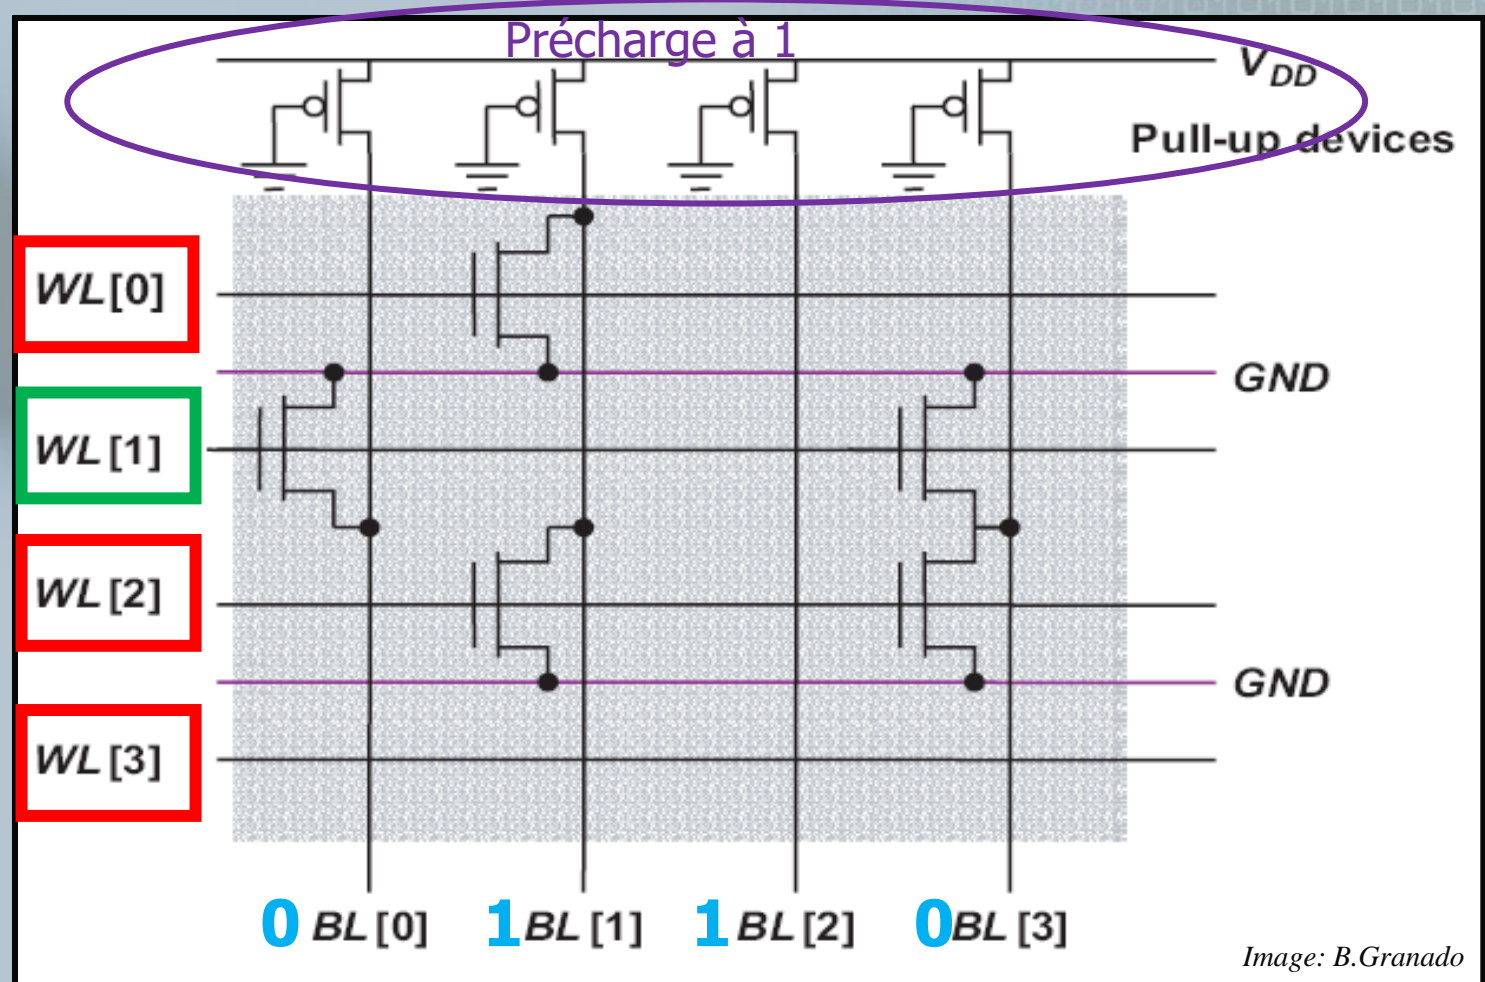 Précharge à 1
VDD
Pull-up devices
WL[0]
GND
WL[1]
WL[2]
GND
WL[3]
0 BL[0] 1 BL[1] 1 BL[2] 0 BL[3]
Image: B.Granado